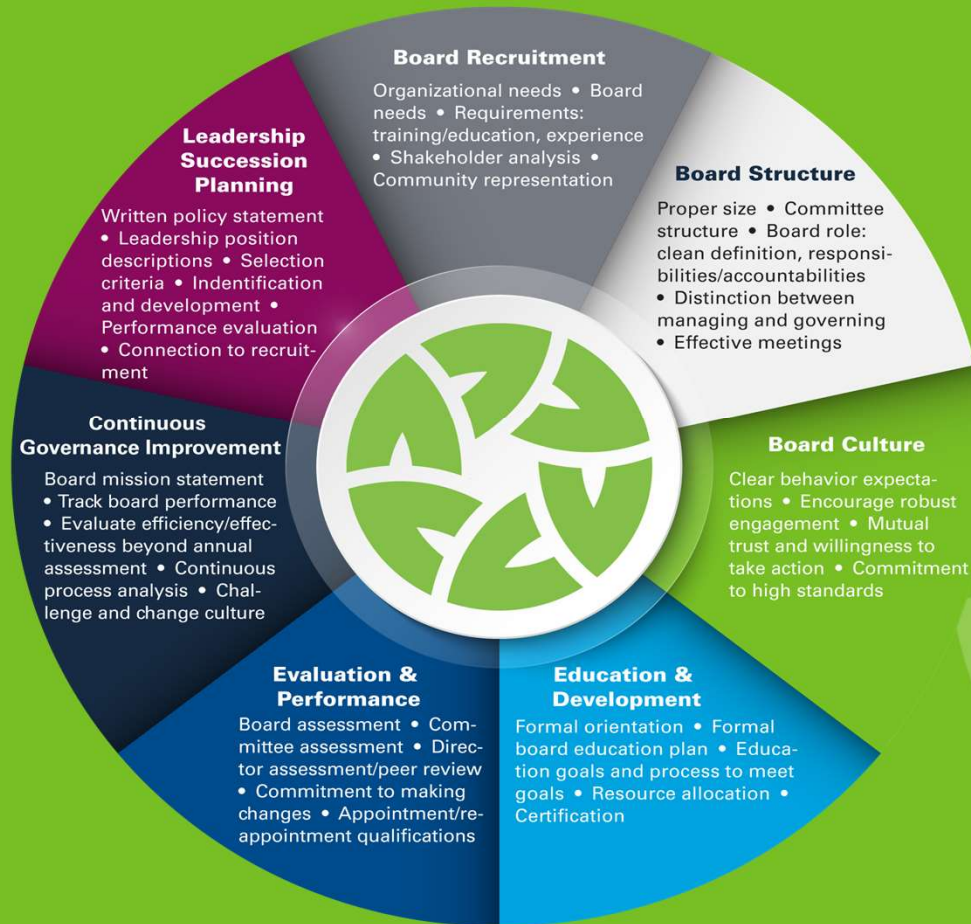 Board Recruitment
Organizational needs • Board
needs • Requirements:
training/education, experience
• Shakeholder analysis •
Community representation
Board Structure
Proper size • Committee
structure • Board role:
clean definition, responsi-
bilities/accountabilities
• Distinction between
managing and governing
• Effective meetings
Board Culture
Clear behavior expecta-
tions • Encourage robust
engagement • Mutual
trust and willingness to
take action • Commitment
to high standards
Education &
Development
Formal orientation • Formal
board education plan • Educa-
tion goals and process to meet
goals • Resource allocation •
Certification
Evaluation &
Performance
Board assessment • Com-
mittee assessment • Direc-
tor assessment/peer review
• Commitment to making
changes • Appointment/re-
appointment qualifications
Continuous
Governance Improvement
Board mission statement
• Track board performance
• Evaluate efficiency/effec-
tiveness beyond annual
assessment • Continuous
process analysis • Chal-
lenge and change culture
Leadership
Succession
Planning
Written policy statement
• Leadership position
descriptions • Selection
criteria • Indentification
and development •
Performance evaluation
• Connection to recruit-
ment